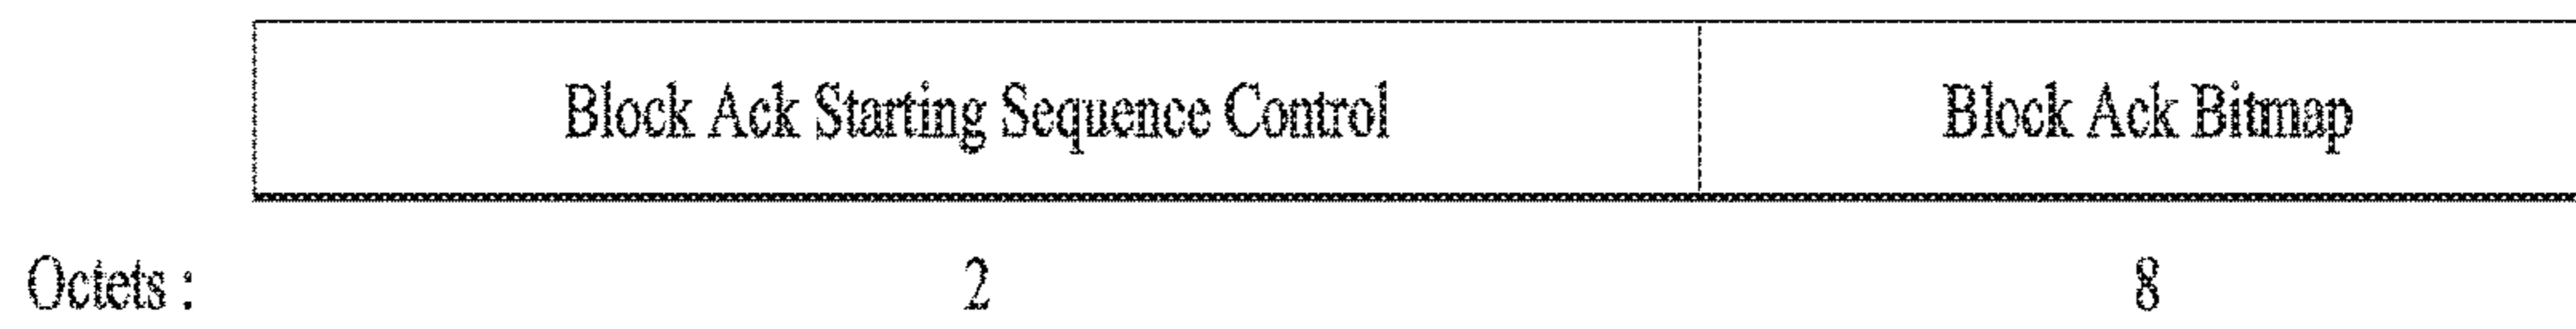 Block Ack Starting Sequence Control Block Ack Bitmap
Octets : 2 8